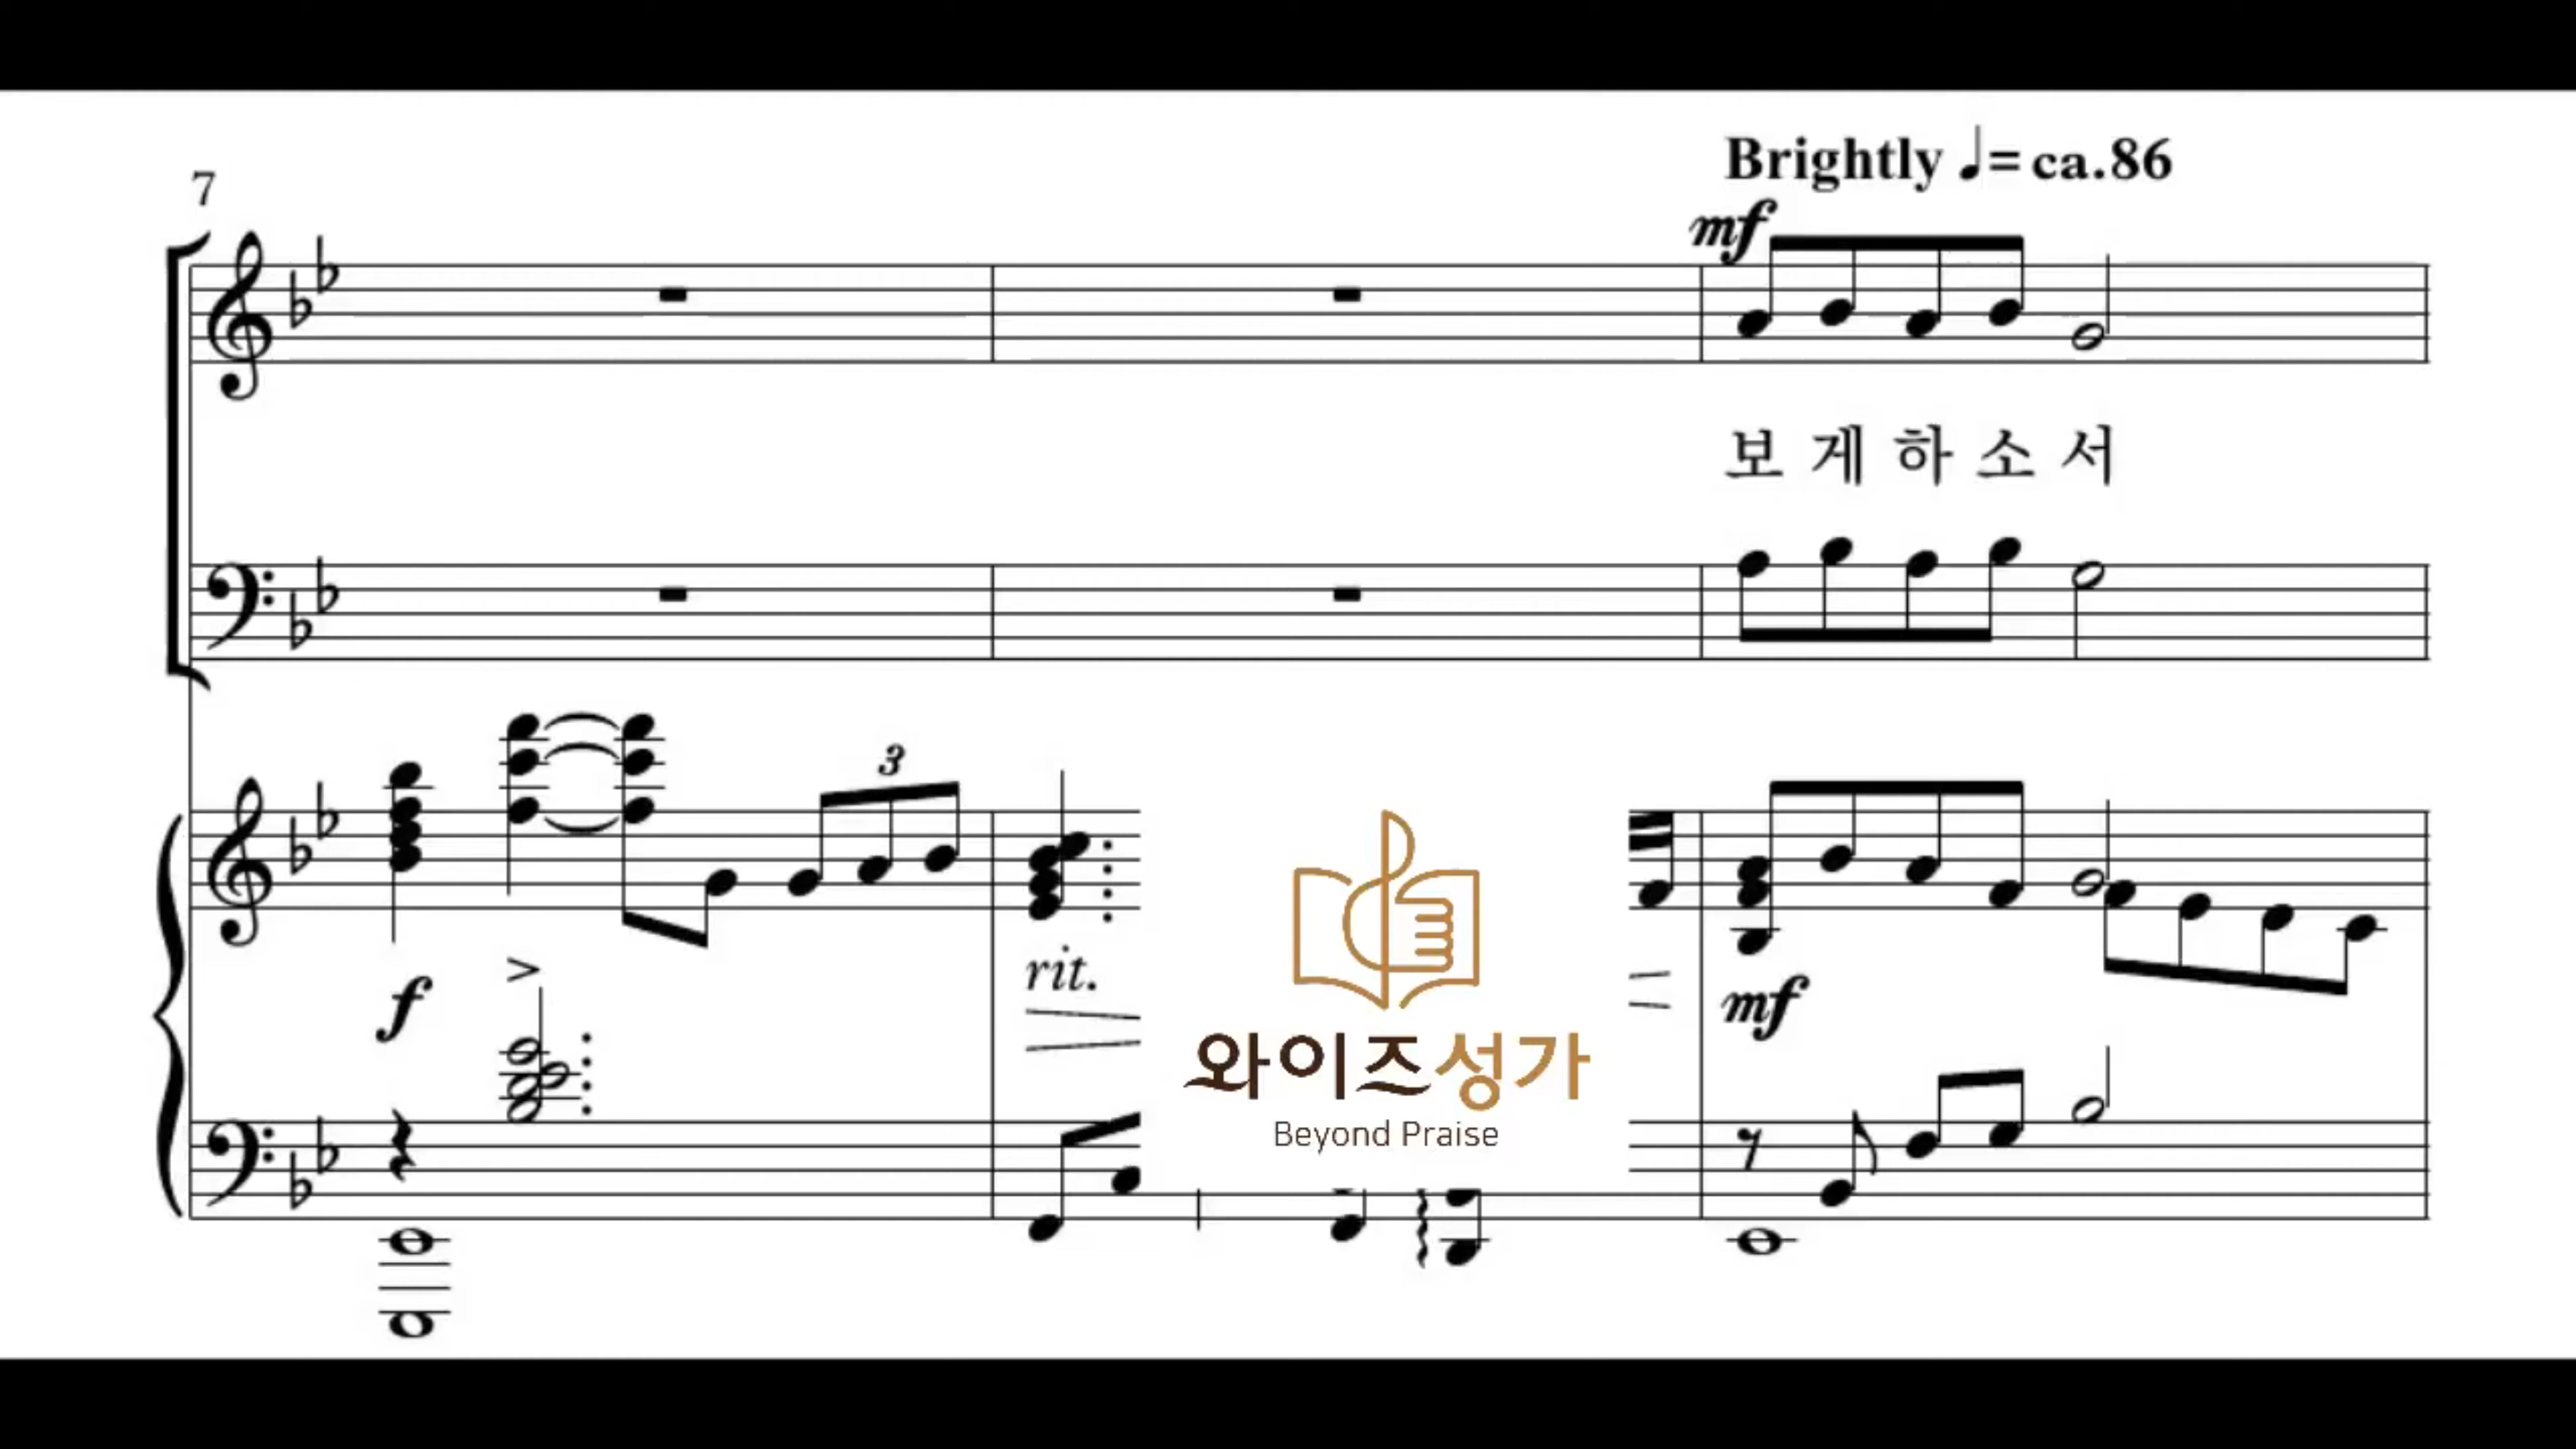 7
Brightly ♩=ca.86
mf
보 게 하 소 서
3
f
rit.
mf
와이즈성가
Beyond Praise